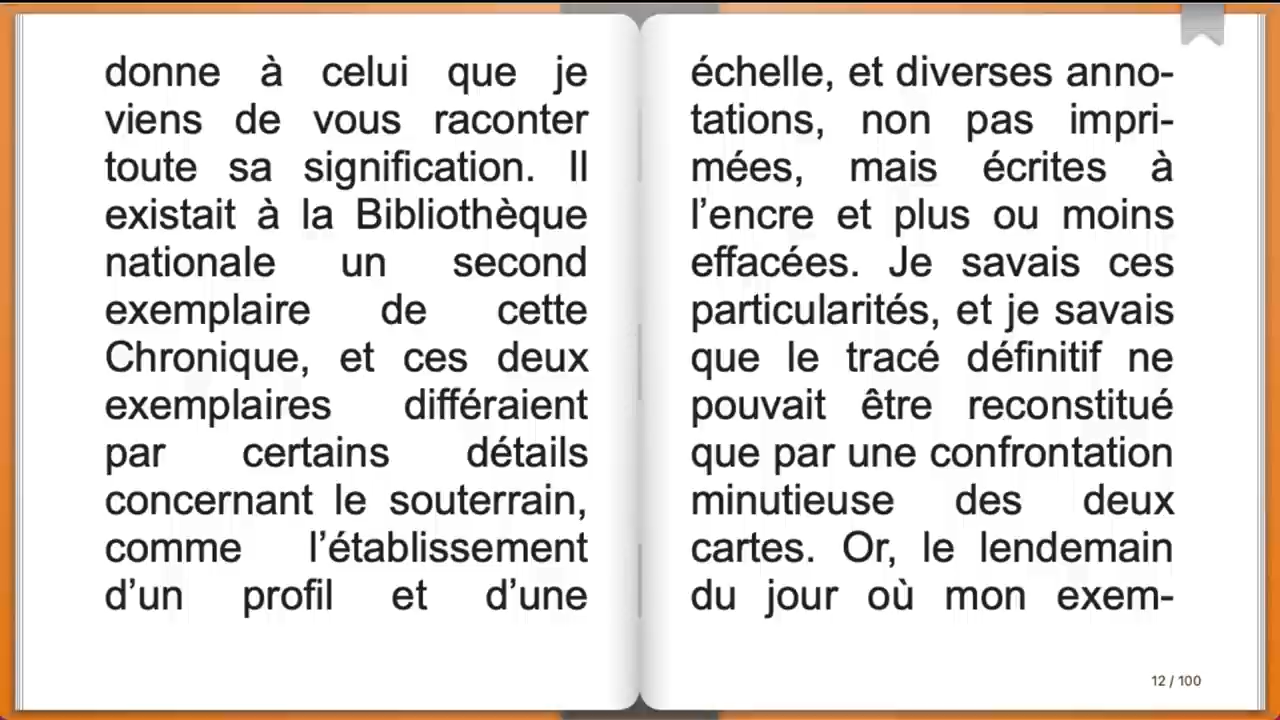 donne à celui que je
viens de vous raconter
toute sa signification. Il
existait à la Bibliothèque
nationale un second
exemplaire de cette
Chronique, et ces deux
exemplaires différaient
par certains détails
concernant le souterrain,
comme l’établissement
d’un profil et d’une
échelle, et diverses anno-
tations, non pas impri-
mées, mais écrites à
l’encre et plus ou moins
effacées. Je savais ces
particularités, et je savais
que le tracé définitif ne
pouvait être reconstitué
que par une confrontation
minutieuse des deux
cartes. Or, le lendemain
du jour où mon exem-
12 / 100